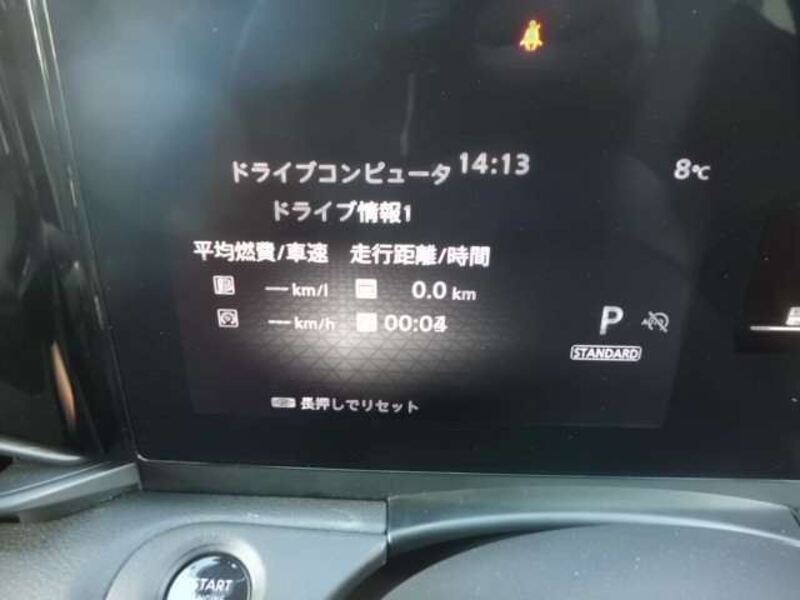 ドライブコンピュータ 14:13 8℃
ドライブ情報1
平均燃費/車速 走行距離/時間
---km/l 0.0 km
---km/h 00:04
P
STANDARD
長押しでリセット
START